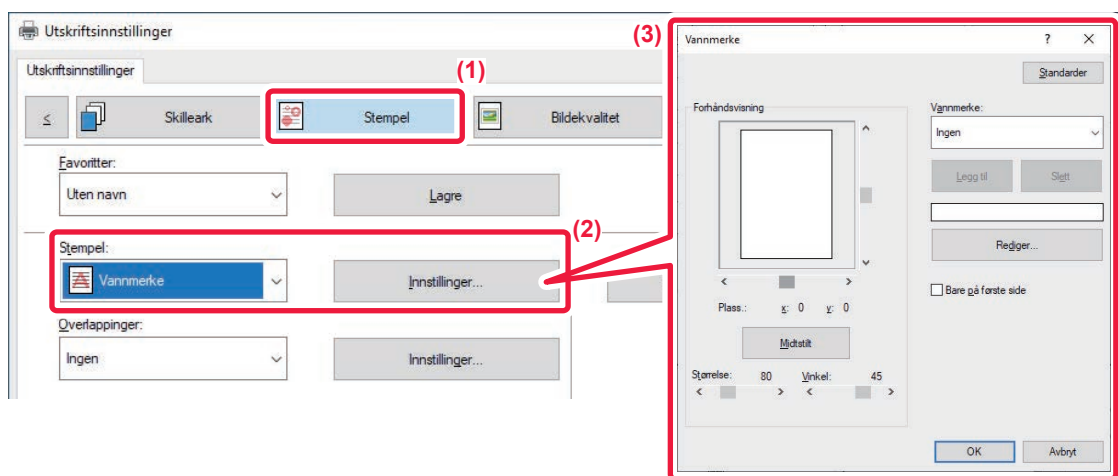 Utskriftsinnstillinger
Utskriftsinnstillinger
(1)
≤ Skilleark Stempel Bildekvalitet
Favoritter:
Uten navn Lagre
(2)
Stempel:
Vannmerke Innstillinger...
Overlappinger:
Ingen Innstillinger...
(3)
Vannmerke ? ×
Standarder
Forhåndsvisning
Vannmerke:
Ingen
Legg til Slett
Rediger...
Bare på første side
Plass.: x: 0 y: 0
Midtstilt
Størrelse: 80 Vinkel: 45
OK Avbryt